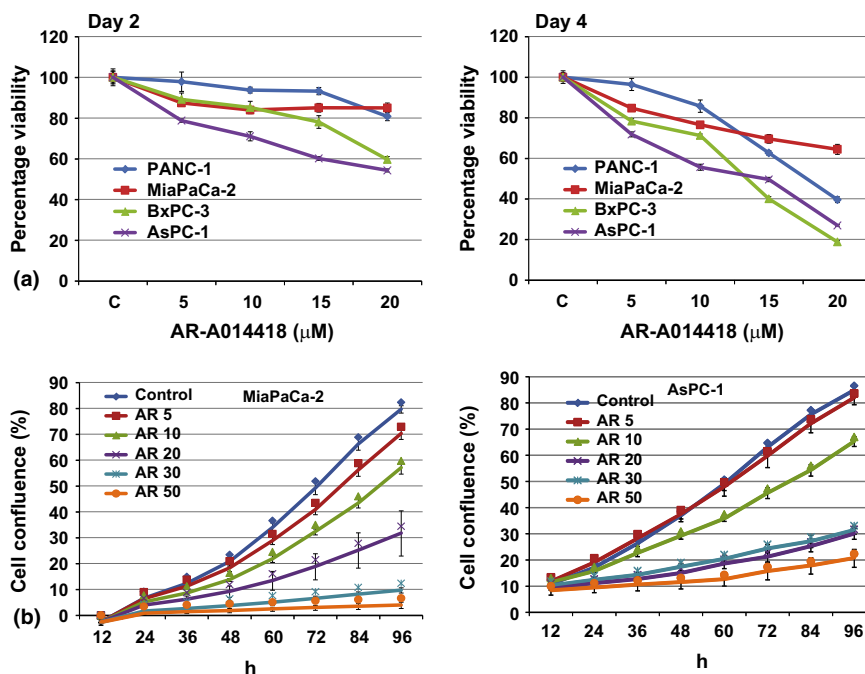 Day 2
Percentage viability
120
100
80
60
40
20
0
PANC-1
MiaPaCa-2
BxPC-3
AsPC-1
C 5 10 15 20
AR-A014418 (µM)
(a)
Day 4
Percentage viability
120
100
80
60
40
20
0
PANC-1
MiaPaCa-2
BxPC-3
AsPC-1
C 5 10 15 20
AR-A014418 (µM)
MiaPaCa-2
Cell confluence (%)
90
80
70
60
50
40
30
20
10
0
Control
AR 5
AR 10
AR 20
AR 30
AR 50
12 24 36 48 60 72 84 96
h
(b)
AsPC-1
Cell confluence (%)
90
80
70
60
50
40
30
20
10
0
Control
AR 5
AR 10
AR 20
AR 30
AR 50
12 24 36 48 60 72 84 96
h